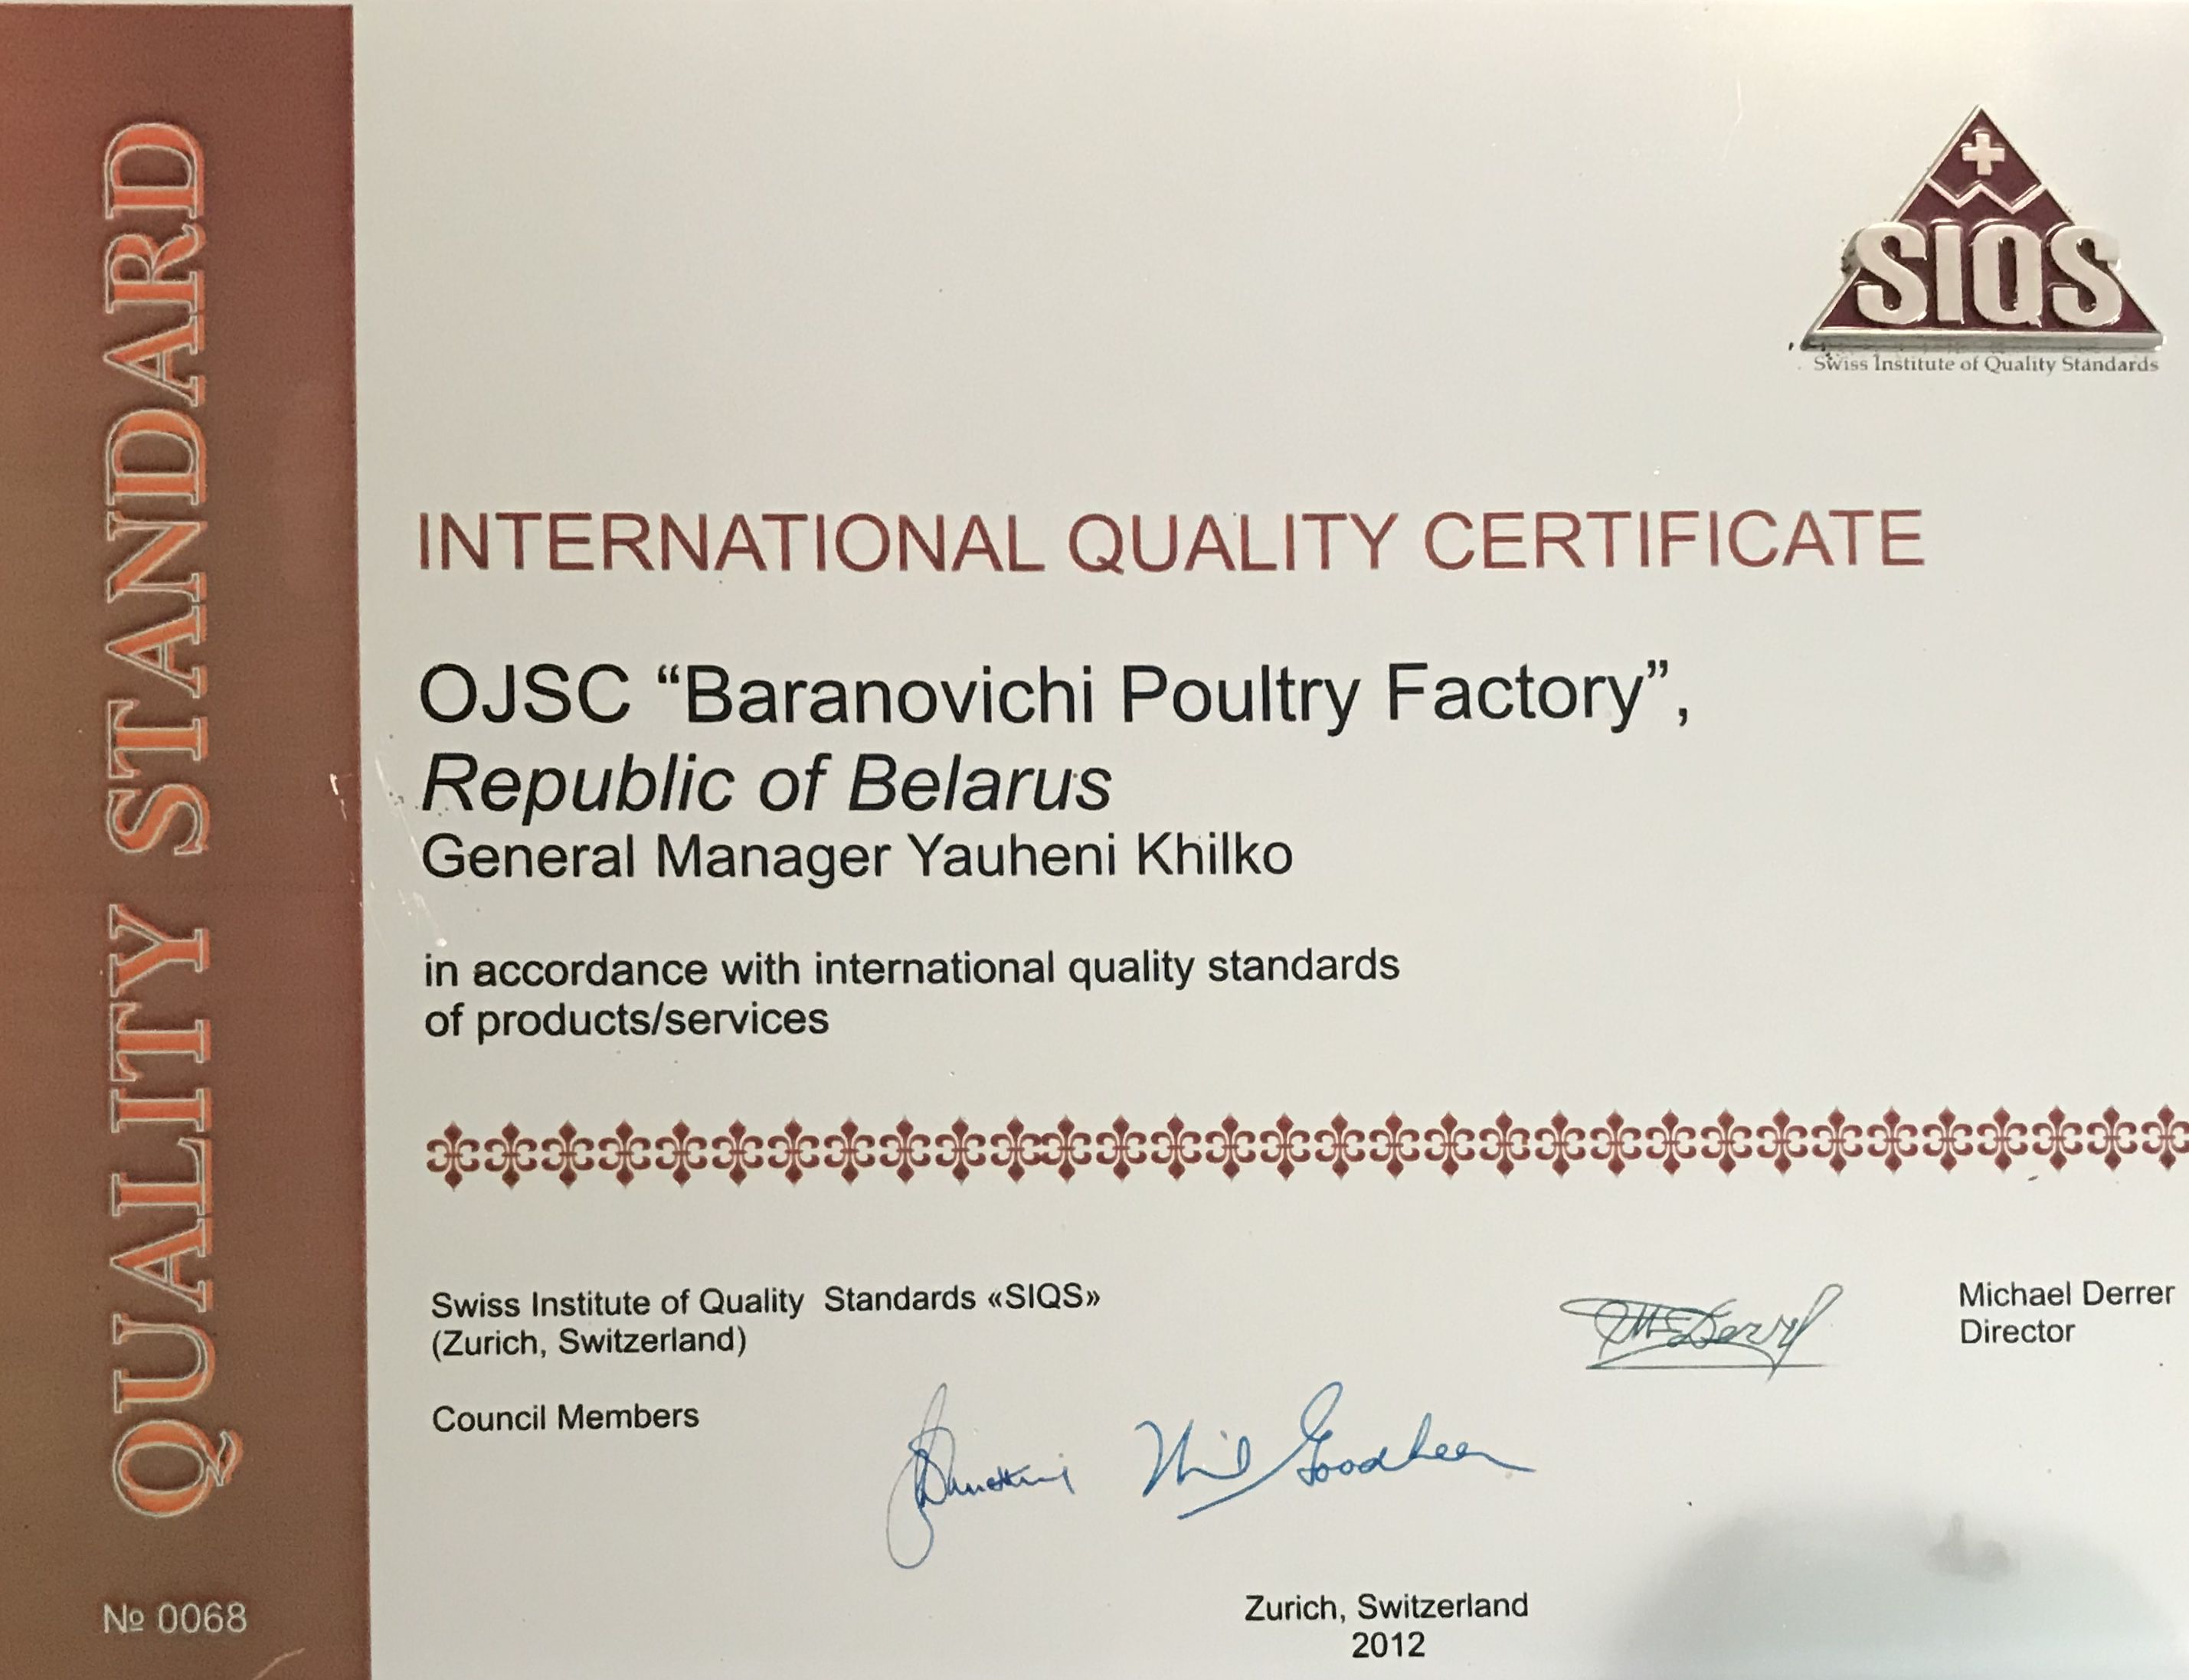 QUALITY STANDARD
№ 0068
SIQS
Swiss Institute of Quality Standards
INTERNATIONAL QUALITY CERTIFICATE
OJSC “Baranovichi Poultry Factory”,
Republic of Belarus
General Manager Yauheni Khilko
in accordance with international quality standards
of products/services
Swiss Institute of Quality Standards «SIQS»
(Zurich, Switzerland)
Michael Derrer
Director
Council Members
Zurich, Switzerland
2012